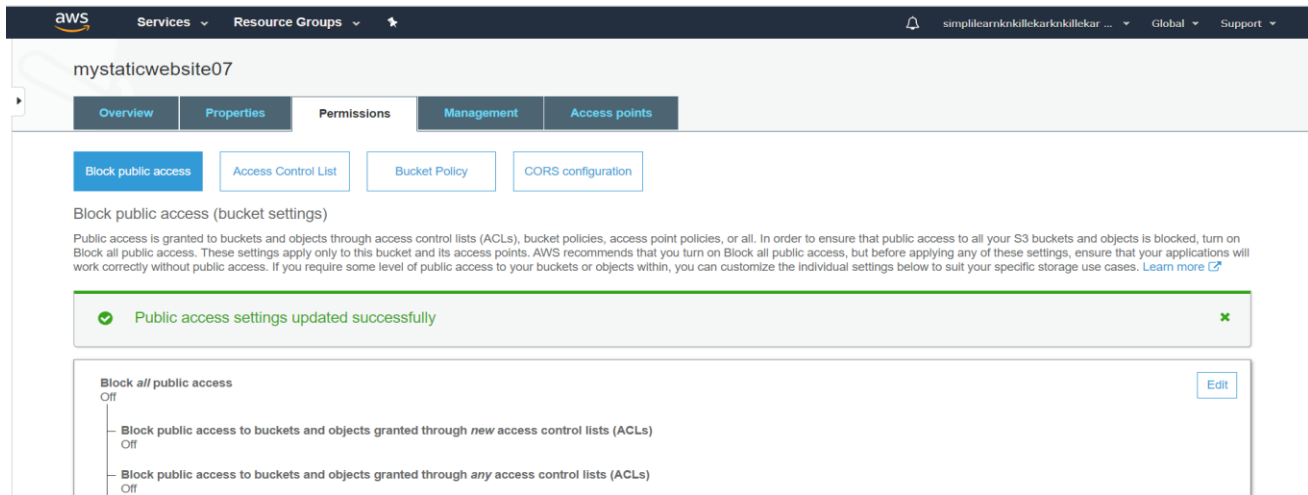 aws Services Resource Groups simplilearnknkillekarknkillekar ... Global Support
mystaticwebsite07
Overview Properties Permissions Management Access points
Block public access Access Control List Bucket Policy CORS configuration
Block public access (bucket settings)
Public access is granted to buckets and objects through access control lists (ACLs), bucket policies, access point policies, or all. In order to ensure that public access to all your S3 buckets and objects is blocked, turn on
Block all public access. These settings apply only to this bucket and its access points. AWS recommends that you turn on Block all public access, but before applying any of these settings, ensure that your applications will
work correctly without public access. If you require some level of public access to your buckets or objects within, you can customize the individual settings below to suit your specific storage use cases. Learn more
Public access settings updated successfully
Block all public access
Edit
Off
Block public access to buckets and objects granted through new access control lists (ACLs)
Off
Block public access to buckets and objects granted through any access control lists (ACLs)
Off